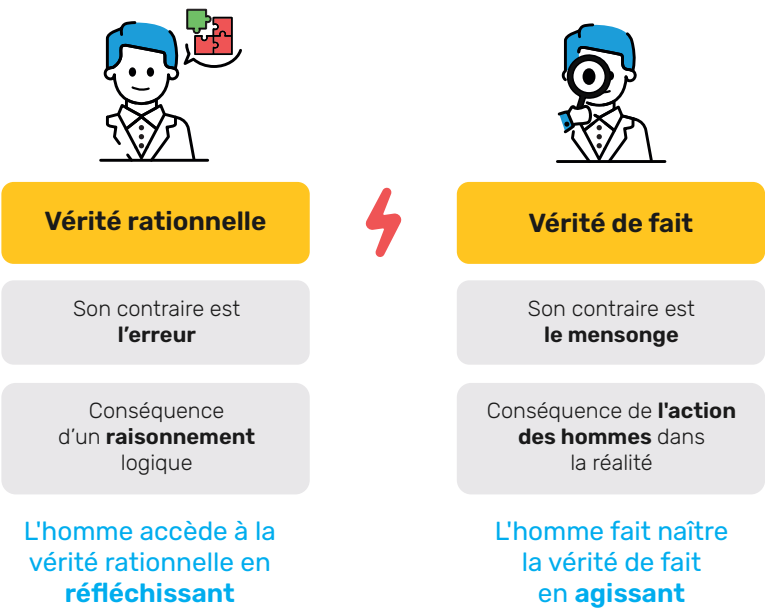 Vérité rationnelle
Son contraire est
l’erreur
Conséquence
d’un raisonnement
logique
L'homme accède à la
vérité rationnelle en
réfléchissant
Vérité de fait
Son contraire est
le mensonge
Conséquence de l'action
des hommes dans
la réalité
L'homme fait naître
la vérité de fait
en agissant